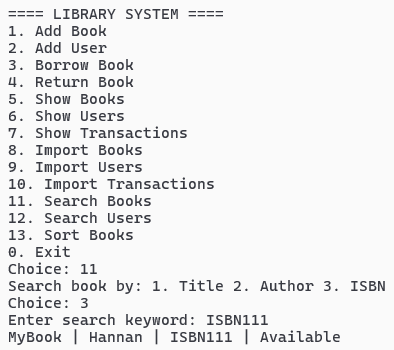 ==== LIBRARY SYSTEM ====
1. Add Book
2. Add User
3. Borrow Book
4. Return Book
5. Show Books
6. Show Users
7. Show Transactions
8. Import Books
9. Import Users
10. Import Transactions
11. Search Books
12. Search Users
13. Sort Books
0. Exit
Choice: 11
Search book by: 1. Title 2. Author 3. ISBN
Choice: 3
Enter search keyword: ISBN111
MyBook | Hannan | ISBN111 | Available